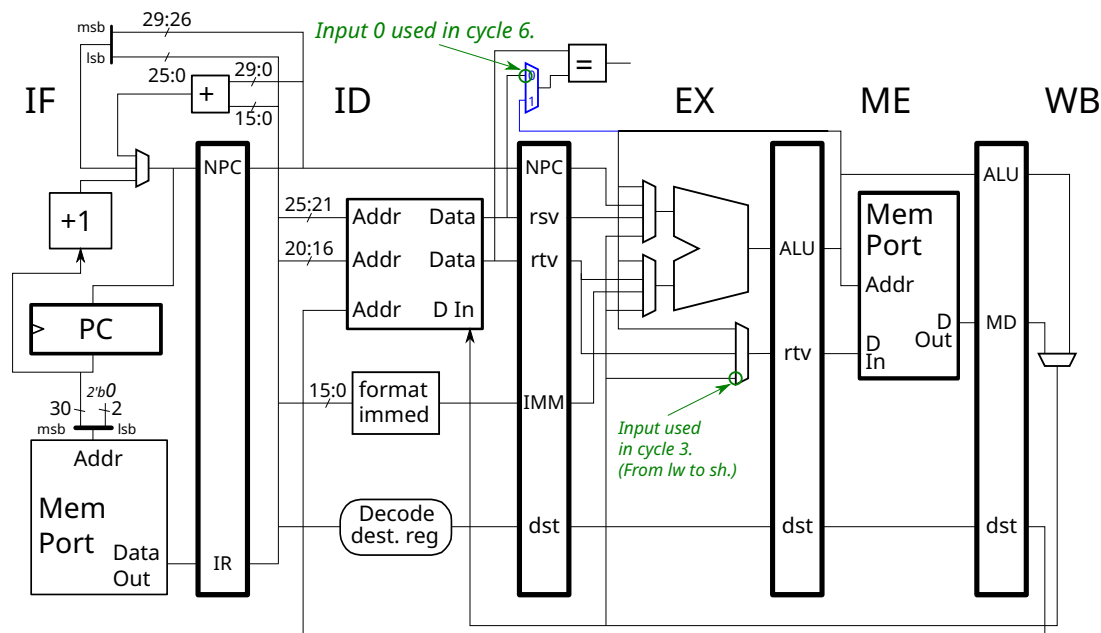 29:26
msb
lsb
25:0
29:0
+
15:0
Input 0 used in cycle 6.
0
1
=
IF
ID
EX
ME
WB
NPC
NPC
ALU
+1
25:21
Addr
Data
rsv
20:16
Addr
Data
rtv
Addr
D In
ALU
Mem
Port
Addr
D
Out
D
In
MD
PC
rtv
2'b0
30
2
msb
lsb
Addr
Mem
Port
Data
Out
IR
15:0
format
immed
IMM
Input used
in cycle 3.
(From lw to sh.)
Decode
dest. reg
dst
dst
dst